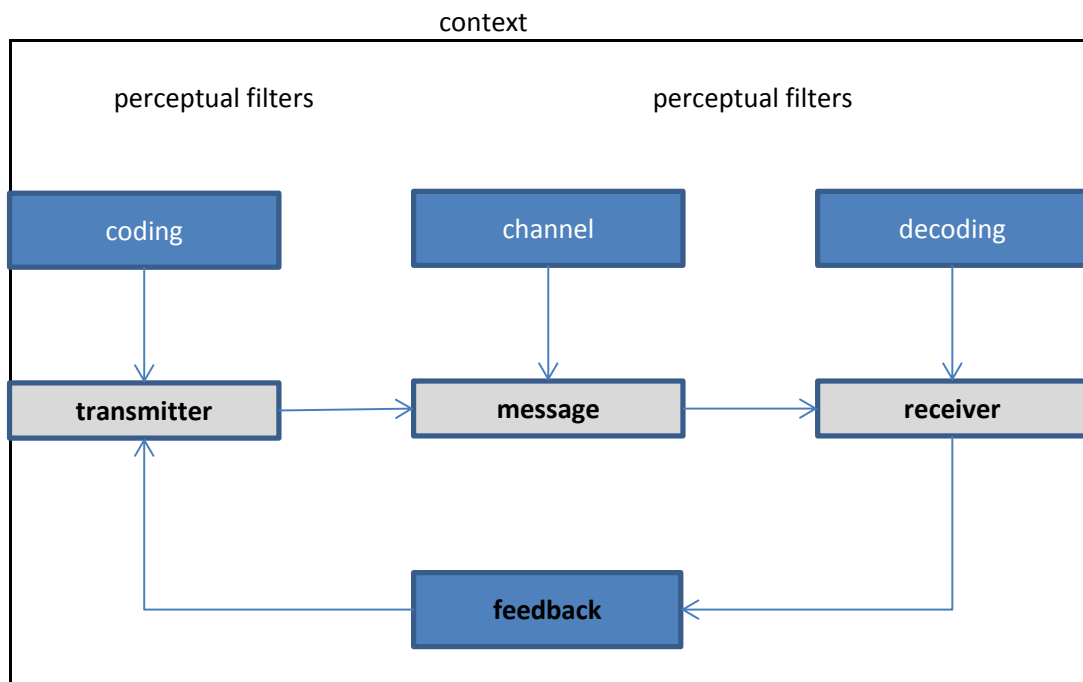 context
perceptual filters
perceptual filters
coding
channel
decoding
transmitter
message
receiver
feedback